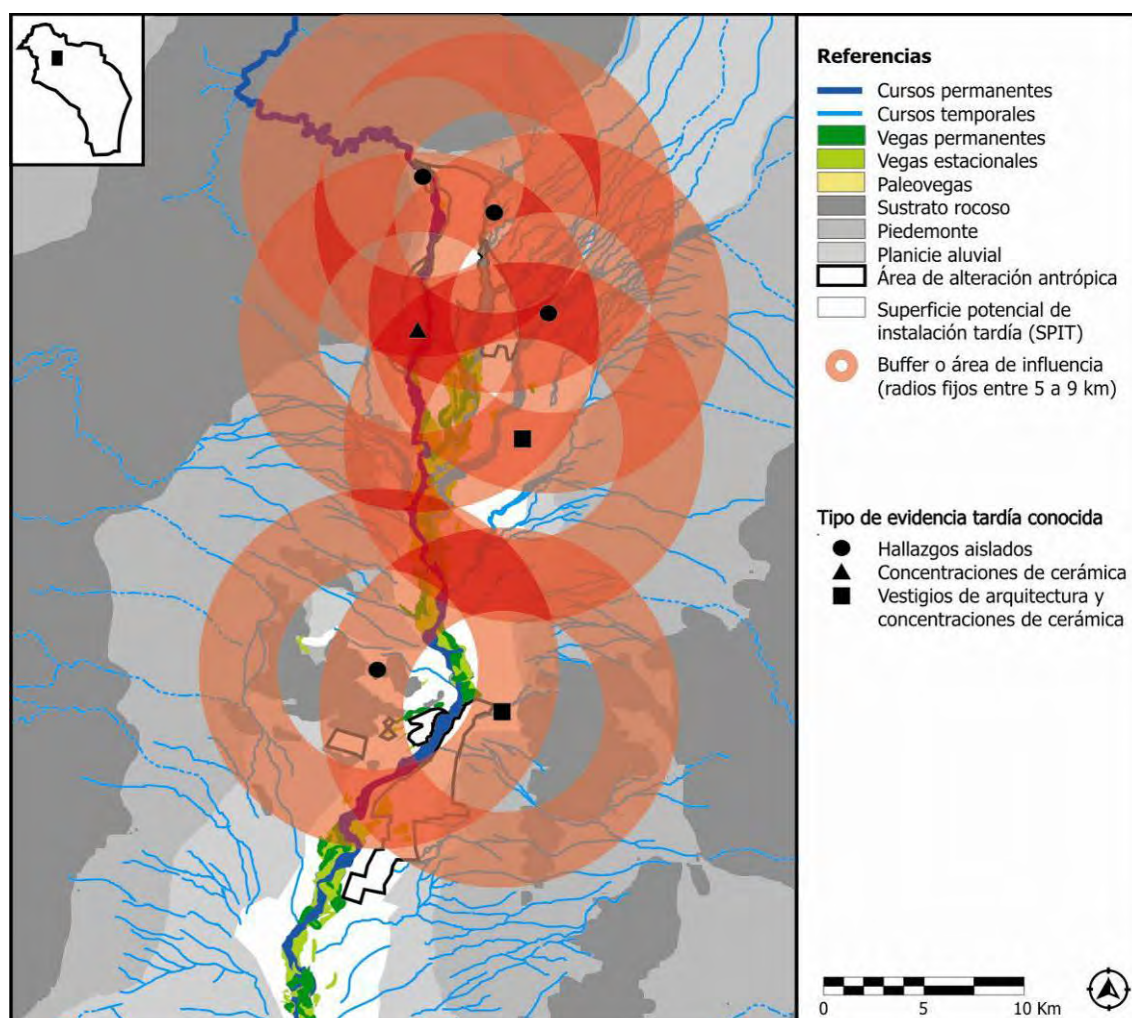 Referencias
Cursos permanentes
Cursos temporales
Vegas permanentes
Vegas estacionales
Paleovegas
Sustrato rocoso
Piedemonte
Planicie aluvial
Área de alteración antrópica
Superficie potencial de
instalación tardía (SPIT)
Buffer o área de influencia
(radios fijos entre 5 a 9 km)
Tipo de evidencia tardía conocida
Hallazgos aislados
Concentraciones de cerámica
Vestigios de arquitectura y
concentraciones de cerámica
0 5 10 Km